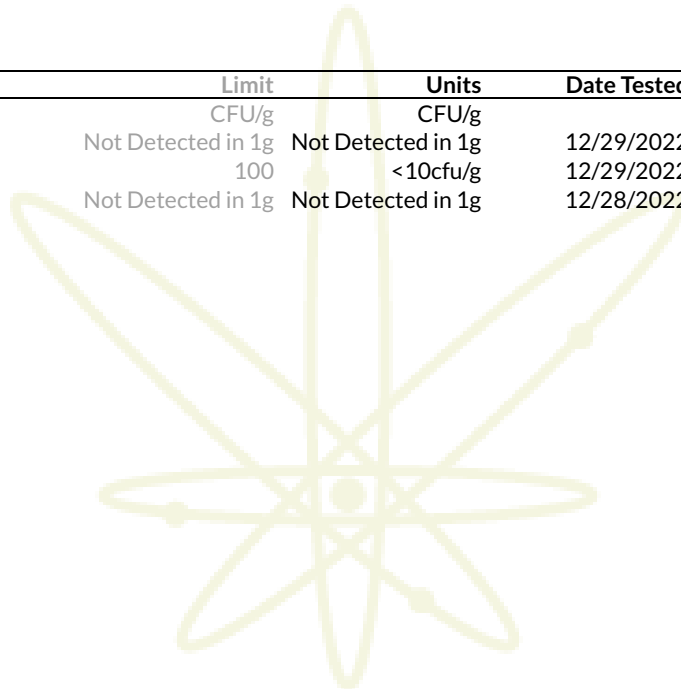 Limit Units Date Tested
CFU/g CFU/g
Not Detected in 1g Not Detected in 1g 12/29/2022
100 <10cfu/g 12/29/2022
Not Detected in 1g Not Detected in 1g 12/28/2022